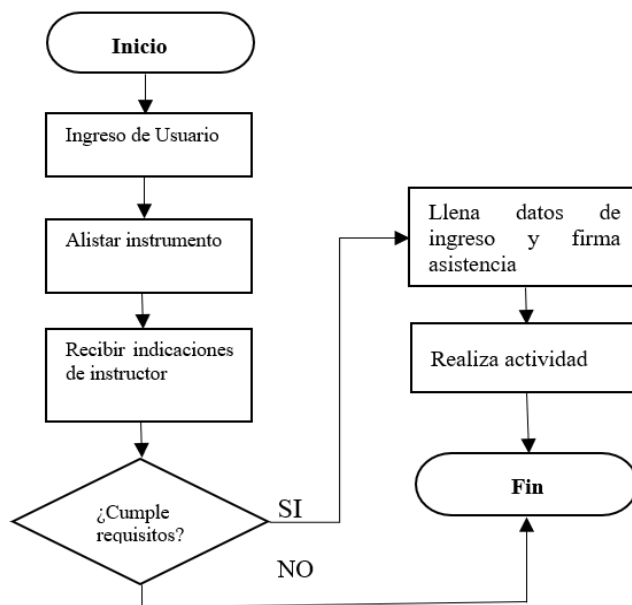 Inicio
Ingreso de Usuario
Alistar instrumento
Recibir indicaciones
de instructor
¿Cumple
requisitos?
SI
NO
Llena datos de
ingreso y firma
asistencia
Realiza actividad
Fin